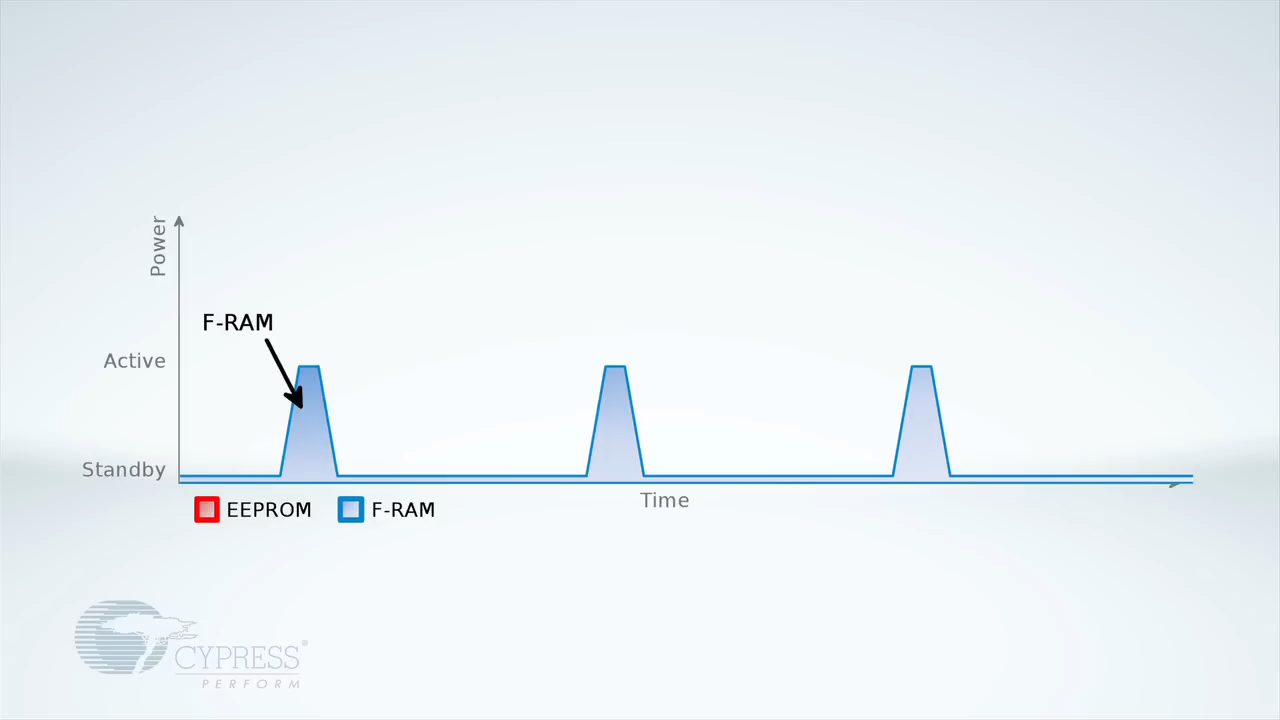 Power
F-RAM
Active
Standby
Time
EEPROM F-RAM
CYPRESS®
PERFORM